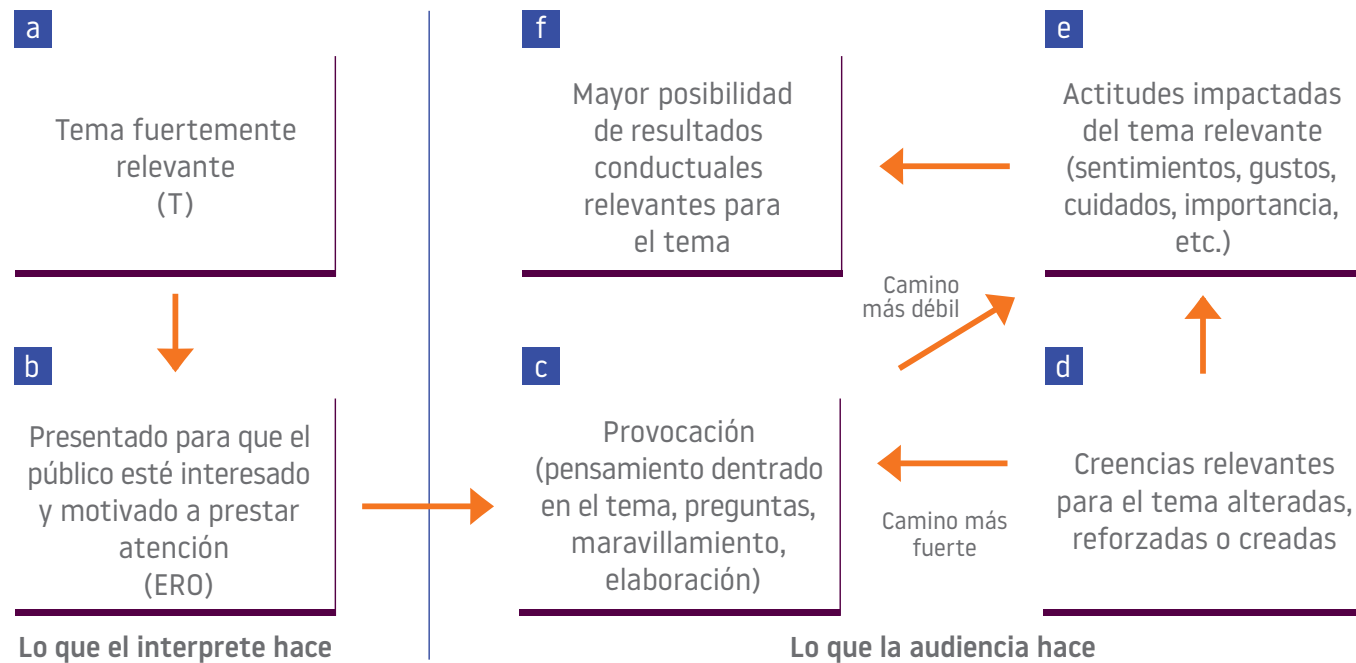 a
Tema fuertemente
relevante
(T)
b
Presentado para que el
público esté interesado
y motivado a prestar
atención
(ERO)
Lo que el interprete hace
f
Mayor posibilidad
de resultados
conductuales
relevantes para
el tema
e
Actitudes impactadas
del tema relevante
(sentimientos, gustos,
cuidados, importancia,
etc.)
Camino
más débil
c
Provocación
(pensamiento dentrado
en el tema, preguntas,
maravillamiento,
elaboración)
Camino más
fuerte
d
Creencias relevantes
para el tema alteradas,
reforzadas o creadas
Lo que la audiencia hace